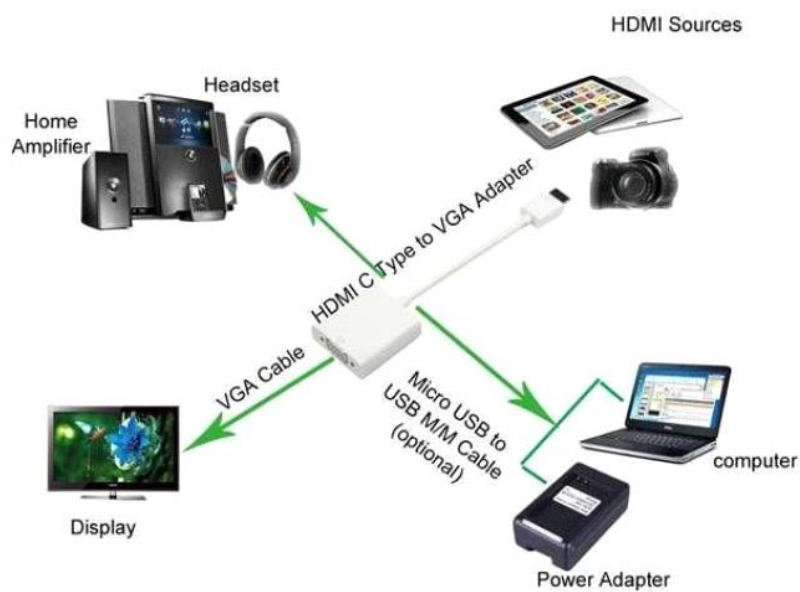 HDMI Sources
Headset
Home
Amplifier
HDMI C Type to VGA Adapter
VGA Cable
Micro USB to
USB M/M Cable
(optional)
Display
computer
Power Adapter